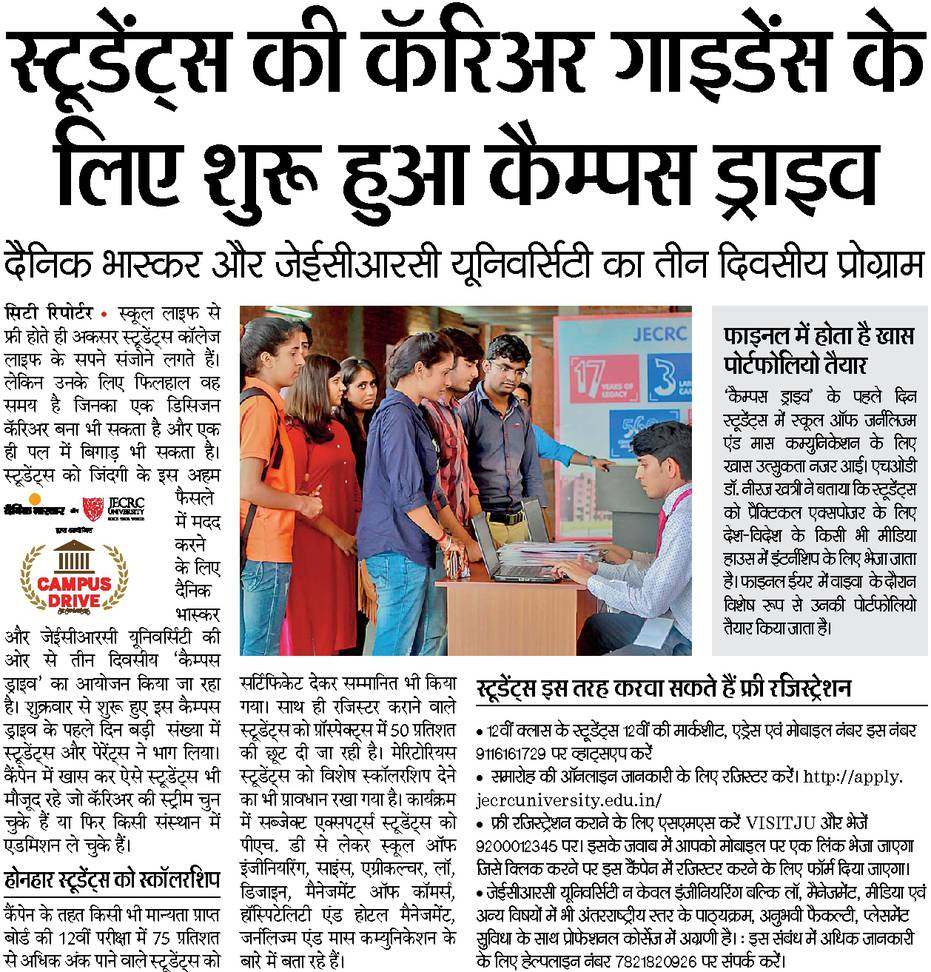 स्टूडेंट्स की कॅरिअर गाइडेंस के
लिए शुरू हुआ कैम्पस ड्राइव
दैनिक भास्कर और जेईसीआरसी यूनिवर्सिटी का तीन दिवसीय प्रोग्राम
सिटी रिपोर्टर • स्कूल लाइफ से
फ्री होते ही अकसर स्टूडेंट्स कॉलेज
लाइफ के सपने संजोने लगते हैं।
लेकिन उनके लिए फिलहाल वह
समय है जिनका एक डिसिजन
कॅरिअर बना भी सकता है और एक
ही पल में बिगाड़ भी सकता है।
स्टूडेंट्स को जिंदगी के इस अहम
फैसले
में मदद
करने
के लिए
दैनिक
भास्कर
और जेईसीआरसी यूनिवर्सिटी की
ओर से तीन दिवसीय ‘कैम्पस
ड्राइव’ का आयोजन किया जा रहा
है। शुक्रवार से शुरू हुए इस कैम्पस
ड्राइव के पहले दिन बड़ी संख्या में
स्टूडेंट्स और पेरेंट्स ने भाग लिया।
कैंपेन में खास कर ऐसे स्टूडेंट्स भी
मौजूद रहे जो कॅरिअर की स्ट्रीम चुन
चुके हैं या फिर किसी संस्थान में
एडमिशन ले चुके हैं।
दैनिक भास्कर और
JECRC
UNIVERSITY
BUILD YOUR WORLD
द्वारा आयोजित
CAMPUS
DRIVE
होनहार स्टूडेंट्स को स्कॉलरशिप
कैंपेन के तहत किसी भी मान्यता प्राप्त
बोर्ड की 12वीं परीक्षा में 75 प्रतिशत
से अधिक अंक पाने वाले स्टूडेंट्स को
JECRC
17
YEARS OF
LEGACY
3
सर्टिफिकेट देकर सम्मानित भी किया
गया। साथ ही रजिस्टर कराने वाले
स्टूडेंट्स को प्रॉस्पेक्ट्स में 50 प्रतिशत
की छूट दी जा रही है। मेरिटोरियस
स्टूडेंट्स को विशेष स्कॉलरशिप देने
का भी प्रावधान रखा गया है। कार्यक्रम
में सब्जेक्ट एक्सपर्ट्स स्टूडेंट्स को
पीएच. डी से लेकर स्कूल ऑफ
इंजीनियरिंग, साइंस, एग्रीकल्चर, लॉ,
डिजाइन, मैनेजमेंट ऑफ कॉमर्स,
हॉस्पिटेलिटी एंड होटल मैनेजमेंट,
जर्नलिज्म एंड मास कम्युनिकेशन के
बारे में बता रहे हैं।
फाइनल में होता है खास
पोर्टफोलियो तैयार
‘कैम्पस ड्राइव’ के पहले दिन
स्टूडेंट्स में स्कूल ऑफ जर्नलिज्म
एंड मास कम्युनिकेशन के लिए
खास उत्सुकता नजर आई। एचओडी
डॉ. नीरज खत्री ने बताया कि स्टूडेंट्स
को प्रैक्टिकल एक्सपोजर के लिए
देश-विदेश के किसी भी मीडिया
हाउस में इंटर्नशिप के लिए भेजा जाता
है। फाइनल ईयर में वाइवा के दौरान
विशेष रूप से उनकी पोर्टफोलियो
तैयार किया जाता है।
स्टूडेंट्स इस तरह करवा सकते हैं फ्री रजिस्ट्रेशन
• 12वीं क्लास के स्टूडेंट्स 12वीं की मार्कशीट, एड्रेस एवं मोबाइल नंबर इस नंबर
9116161729 पर व्हाट्सएप करें
• समारोह की ऑनलाइन जानकारी के लिए रजिस्टर करें। http://apply.
jecrcuniversity.edu.in/
• फ्री रजिस्ट्रेशन कराने के लिए एसएमएस करें VISITJU और भेजें
9200012345 पर। इसके जवाब में आपको मोबाइल पर एक लिंक भेजा जाएगा
जिसे क्लिक करने पर इस कैंपेन में रजिस्टर करने के लिए फॉर्म दिया जाएगा।
• जेईसीआरसी यूनिवर्सिटी न केवल इंजीनियरिंग बल्कि लॉ, मैनेजमेंट, मीडिया एवं
अन्य विषयों में भी अंतरराष्ट्रीय स्तर के पाठ्यक्रम, अनुभवी फैकल्टी, प्लेसमेंट
सुविधा के साथ प्रोफेशनल कोर्सेज में अग्रणी है। : इस संबंध में अधिक जानकारी
के लिए हेल्पलाइन नंबर 7821820926 पर संपर्क करें।